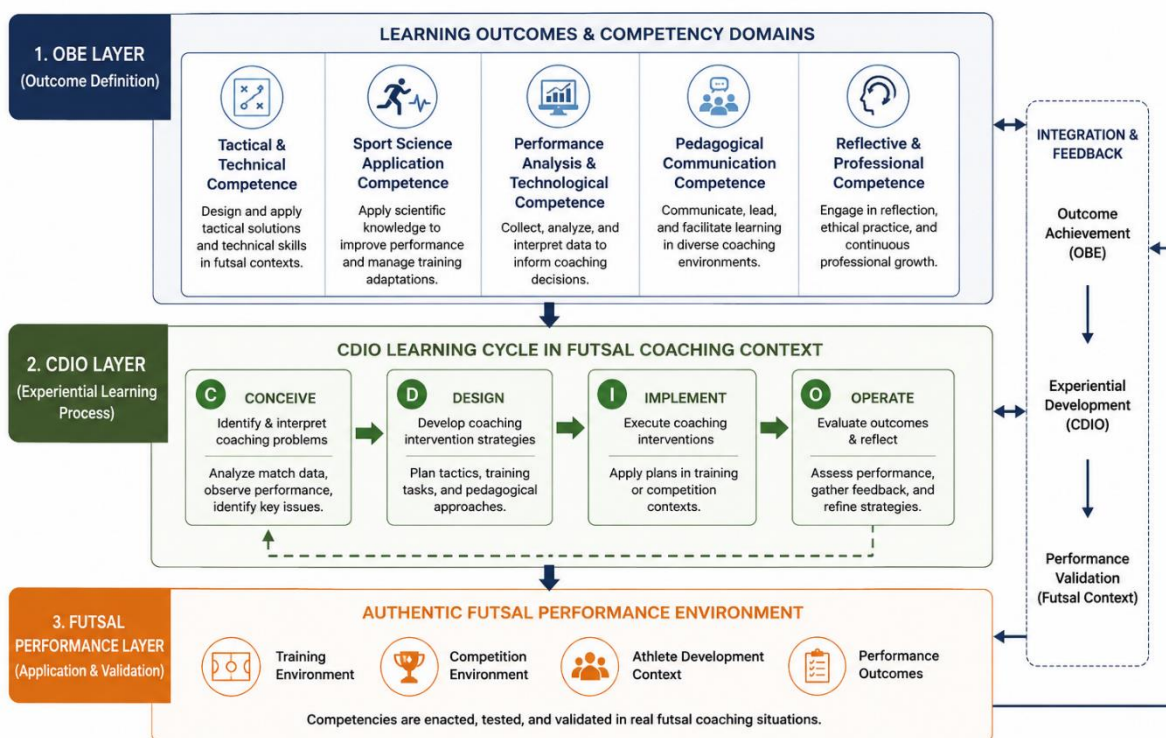 1. OBE LAYER
(Outcome Definition)
LEARNING OUTCOMES & COMPETENCY DOMAINS
Tactical &
Technical
Competence
Design and apply
tactical solutions
and technical skills
in futsal contexts.
Sport Science
Application
Competence
Apply scientific
knowledge to
improve performance
and manage training
adaptations.
Performance
Analysis &
Technological
Competence
Collect, analyze, and
interpret data to
inform coaching
decisions.
Pedagogical
Communication
Competence
Communicate, lead,
and facilitate learning
in diverse coaching
environments.
Reflective &
Professional
Competence
Engage in reflection,
ethical practice, and
continuous
professional growth.
2. CDIO LAYER
(Experiential Learning
Process)
CDIO LEARNING CYCLE IN FUTSAL COACHING CONTEXT
C CONCEIVE
Identify & interpret
coaching problems
Analyze match data,
observe performance,
identify key issues.
D DESIGN
Develop coaching
intervention strategies
Plan tactics, training
tasks, and pedagogical
approaches.
I IMPLEMENT
Execute coaching
interventions
Apply plans in training
or competition
contexts.
O OPERATE
Evaluate outcomes
& reflect
Assess performance,
gather feedback, and
refine strategies.
3. FUTSAL
PERFORMANCE LAYER
(Application & Validation)
AUTHENTIC FUTSAL PERFORMANCE ENVIRONMENT
Training
Environment
Competition
Environment
Athlete Development
Context
Performance
Outcomes
Competencies are enacted, tested, and validated in real futsal coaching situations.
INTEGRATION &
FEEDBACK
Outcome
Achievement
(OBE)
Experiential
Development
(CDIO)
Performance
Validation
(Futsal Context)